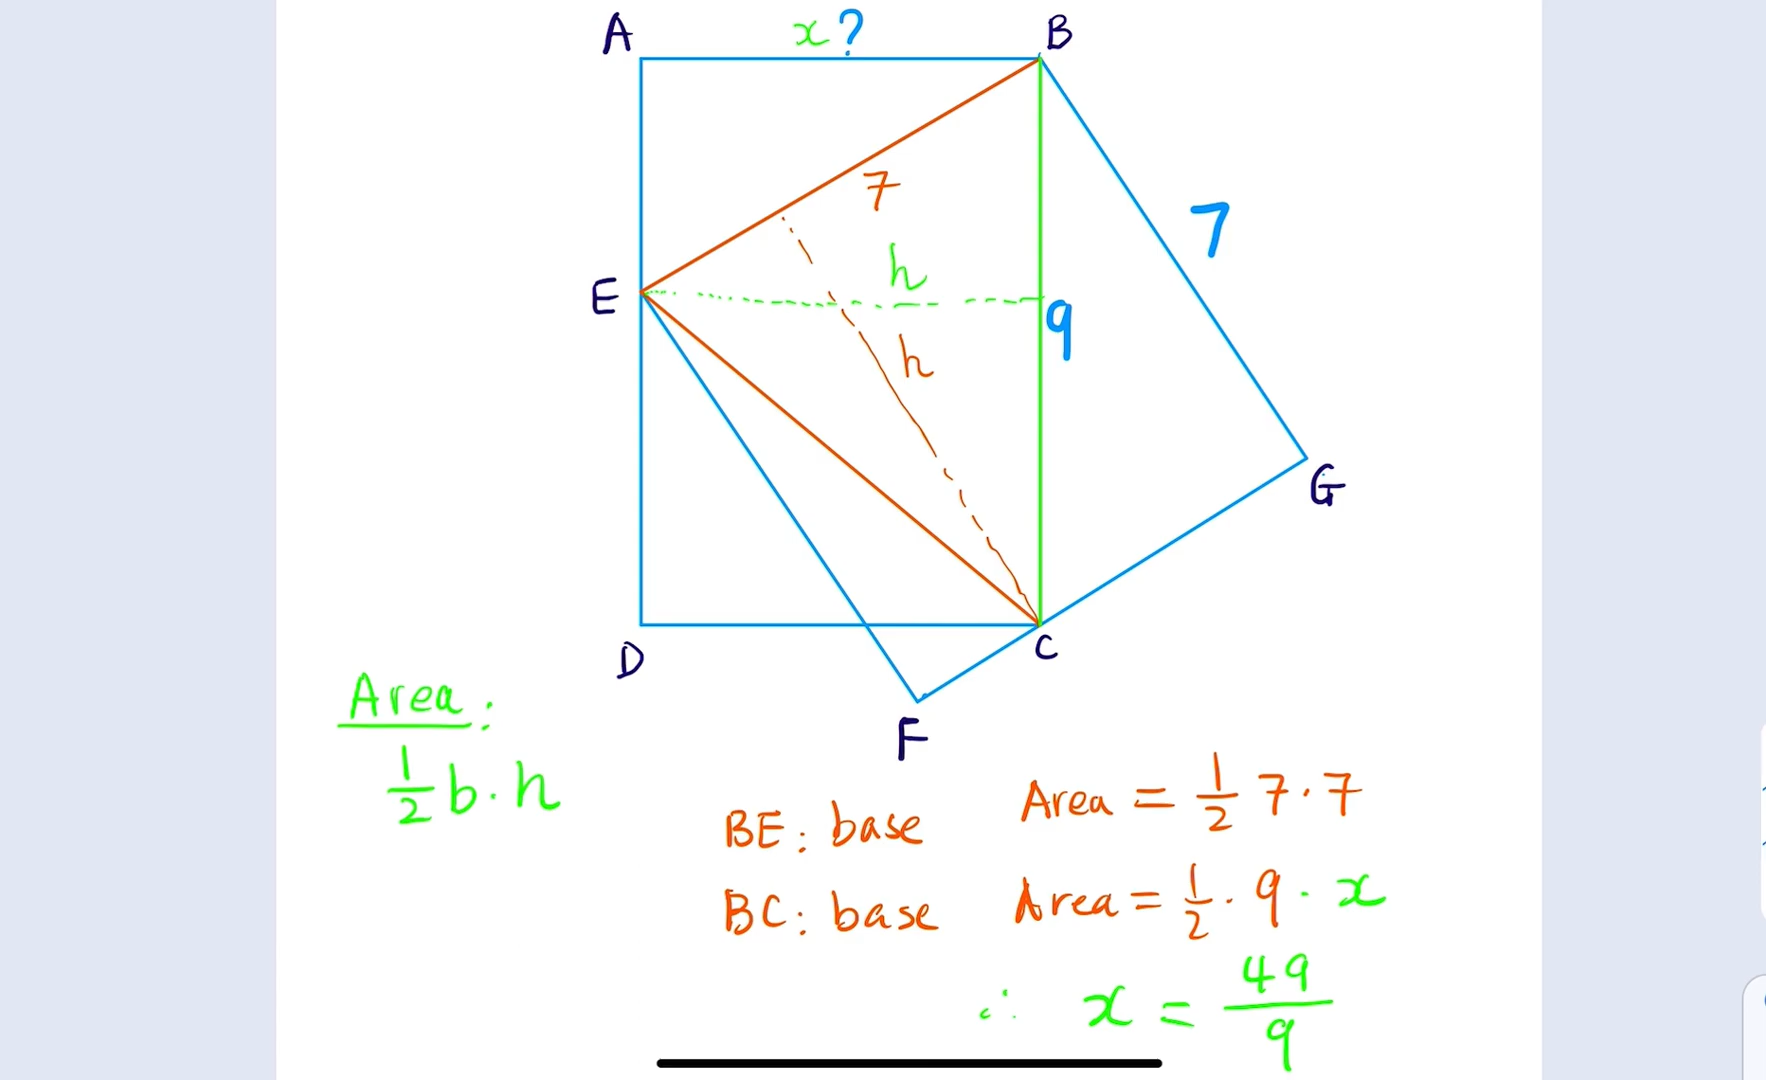 A x? B
7
7
h
E
9
h
G
D
C
F
Area:
1/2 b·h
BE: base Area = 1/2 7·7
BC: base Area = 1/2 · 9 · x
∴ x = 49/9